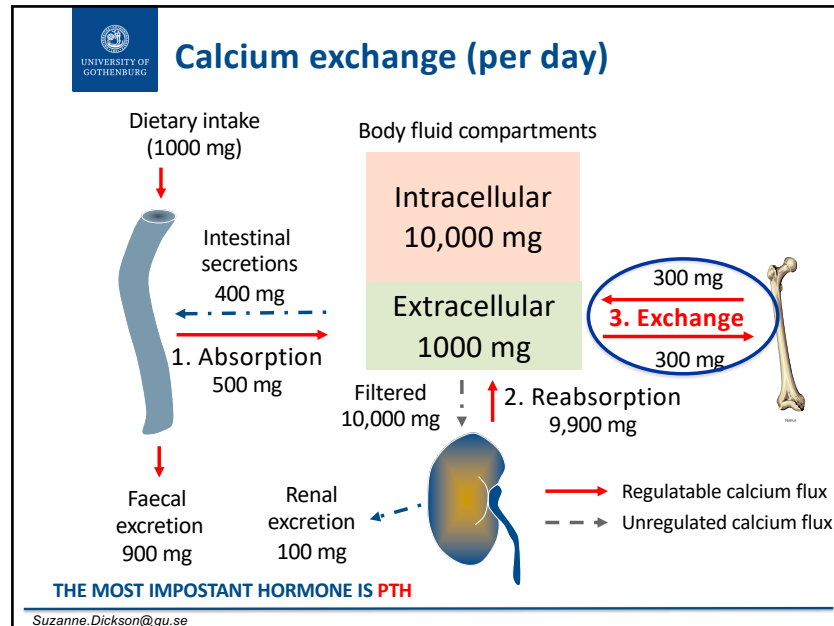 UNIVERSITY OF
GOTHENBURG
Calcium exchange (per day)
Dietary intake
(1000 mg)
Body fluid compartments
Intracellular
10,000 mg
Extracellular
1000 mg
Intestinal
secretions
400 mg
1. Absorption
500 mg
300 mg
3. Exchange
300 mg
Filtered
10,000 mg
2. Reabsorption
9,900 mg
Faecal
excretion
900 mg
Renal
excretion
100 mg
Regulatable calcium flux
Unregulated calcium flux
THE MOST IMPOSTANT HORMONE IS PTH
Suzanne.Dickson@gu.se